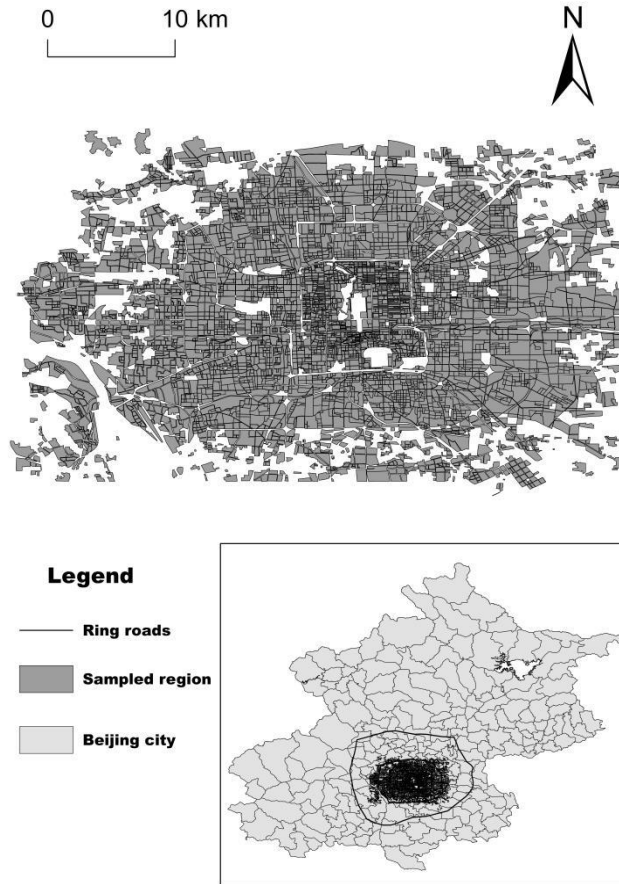 0 10 km
N
Legend
Ring roads
Sampled region
Beijing city